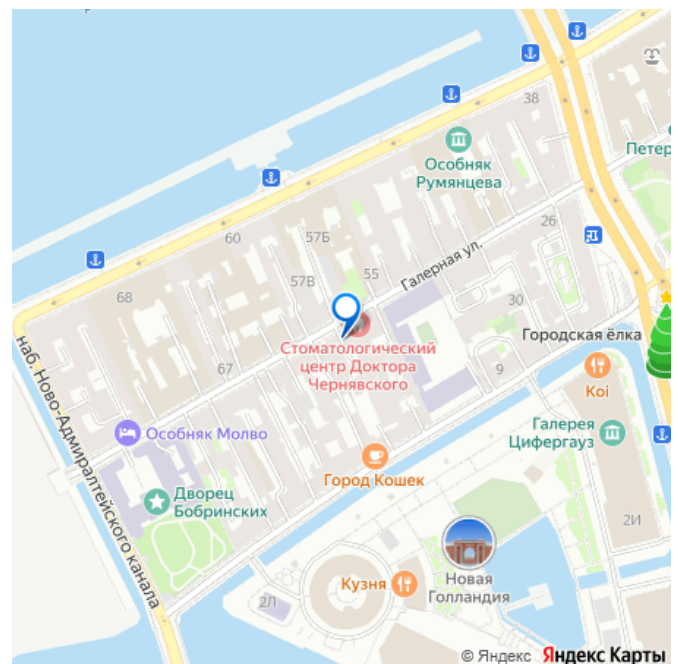 38
Особняк
Румянцева
Петер
26
60
57Б
57В
55
Галерная ул.
68
30
67
Стоматологический
центр Доктора
Чернявского
Городская ёлка
9
Koi
наб. Ново-Адмиралтейского канала
Особняк Молво
Галерея
Цифергауз
Город Кошек
Дворец
Бобринских
2И
Новая
Голландия
Кузня
2Л
© Яндекс Яндекс Карты